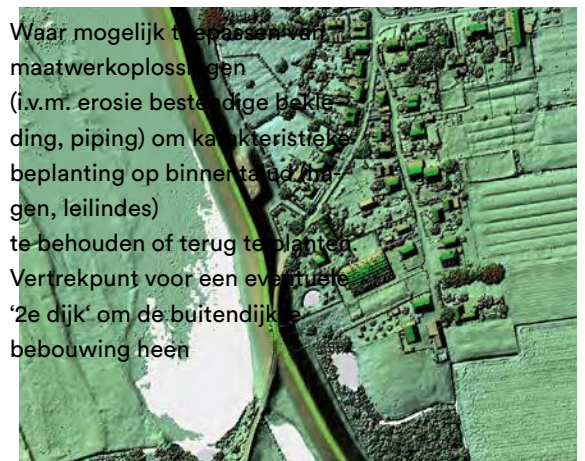 Waar mogelijk toepassen van
maatwerkoplossingen
(i.v.m. erosie bestendige bekle-
ding, piping) om karakteristieke
beplanting op binnentalud (ha-
gen, leilindes)
te behouden of terug te planten.
Vertrekpunt voor een eventuele
‘2e dijk‘ om de buitendijkse
bebouwing heen